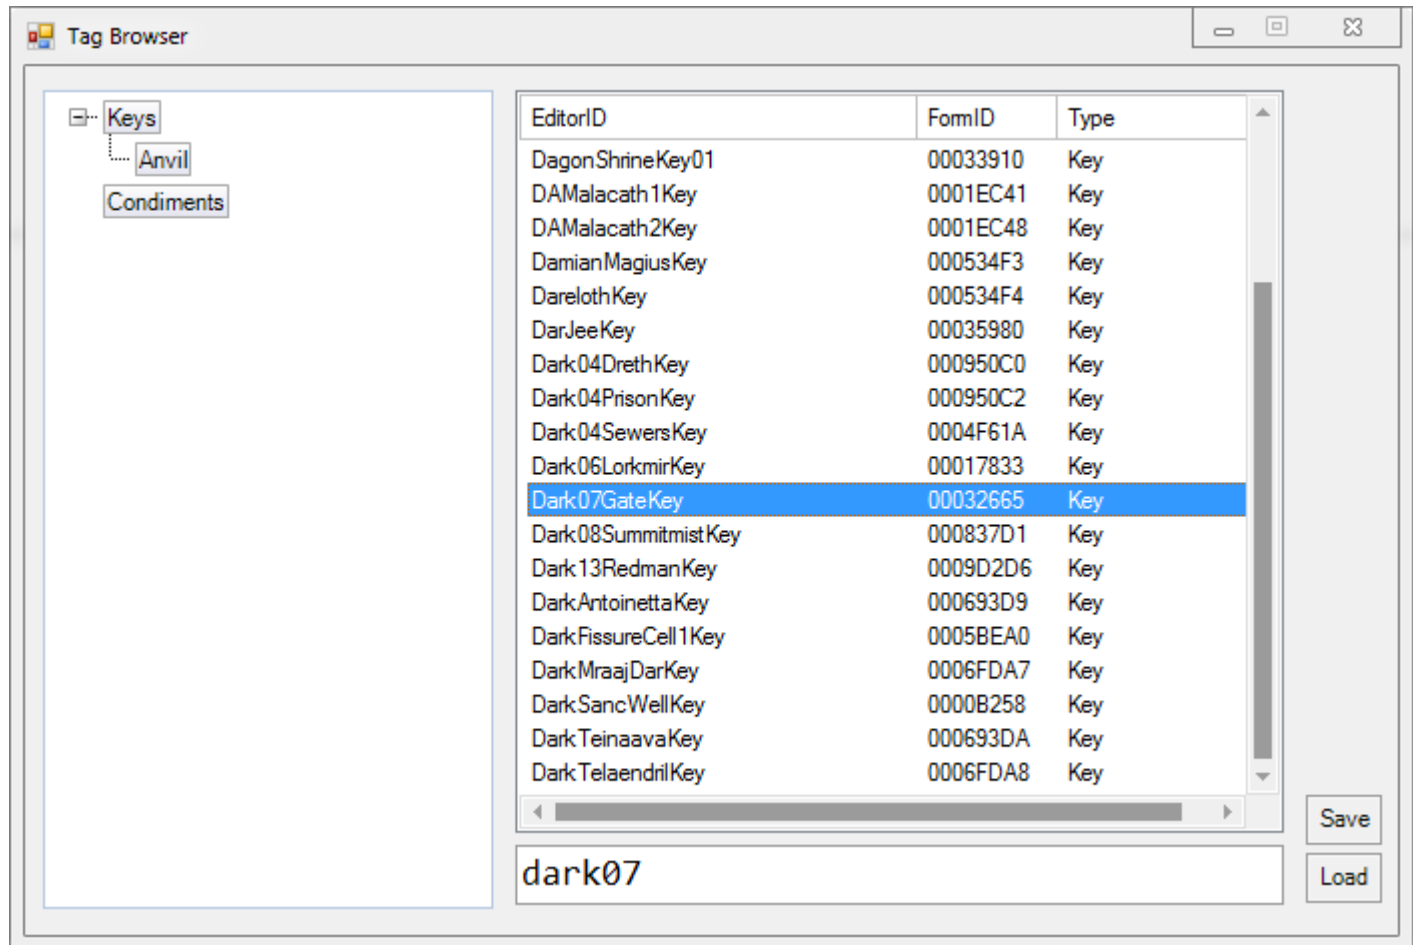 Tag Browser
Keys
Anvil
Condiments
EditorID FormID Type
DagonShrineKey01 00033910 Key
DAMalacath1Key 0001EC41 Key
DAMalacath2Key 0001EC48 Key
DamianMagiusKey 000534F3 Key
DarelothKey 000534F4 Key
DarJeeKey 00035980 Key
Dark04DrethKey 000950C0 Key
Dark04PrisonKey 000950C2 Key
Dark04SewersKey 0004F61A Key
Dark06LorkmirKey 00017833 Key
Dark07GateKey 00032665 Key
Dark08SummitmistKey 000837D1 Key
Dark13RedmanKey 0009D2D6 Key
DarkAntoinettaKey 000693D9 Key
DarkFissureCell1Key 0005BEA0 Key
DarkMraajDarKey 0006FDA7 Key
DarkSancWellKey 0000B258 Key
DarkTeinaavaKey 000693DA Key
DarkTelaendrilKey 0006FDA8 Key
dark07
Save
Load